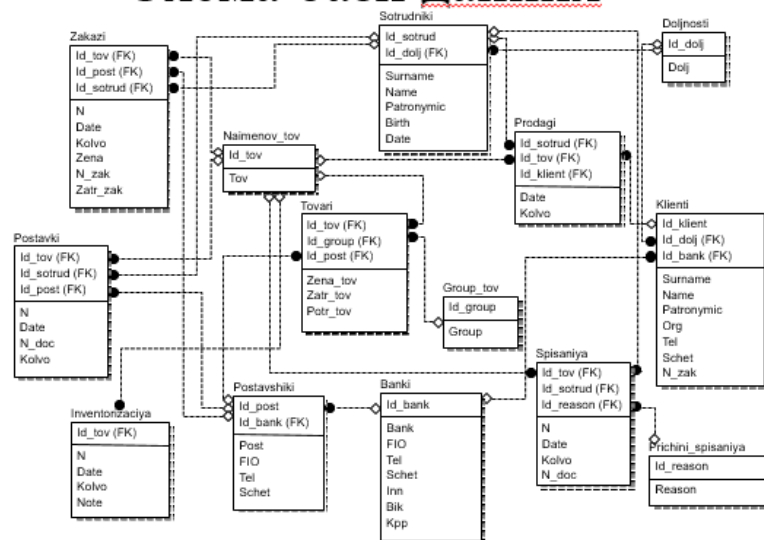 Zakazi
Id_tov (FK)
Id_post (FK)
Id_sotrud (FK)
N
Date
Kolvo
Zena
N_zak
Zatr_zak
Sotrudniki
Id_sotrud
Id_dolj (FK)
Surname
Name
Patronymic
Birth
Date
Doljnosti
Id_dolj
Dolj
Naimenov_tov
Id_tov
Tov
Prodagi
Id_sotrud (FK)
Id_tov (FK)
Id_klient (FK)
Date
Kolvo
Klienti
Id_klient
Id_dolj (FK)
Id_bank (FK)
Surname
Name
Patronymic
Org
Tel
Schet
N_zak
Tovari
Id_tov (FK)
Id_group (FK)
Id_post (FK)
Zena_tov
Zatr_tov
Potr_tov
Postavki
Id_tov (FK)
Id_sotrud (FK)
Id_post (FK)
N
Date
N_doc
Kolvo
Group_tov
Id_group
Group
Spisaniya
Id_tov (FK)
Id_sotrud (FK)
Id_reason (FK)
N
Date
Kolvo
N_doc
Postavshiki
Id_post
Id_bank (FK)
Post
FIO
Tel
Schet
Banki
Id_bank
Bank
FIO
Tel
Schet
Inn
Bik
Kpp
Inventorizaciya
Id_tov (FK)
N
Date
Kolvo
Note
Prichini_spisaniya
Id_reason
Reason